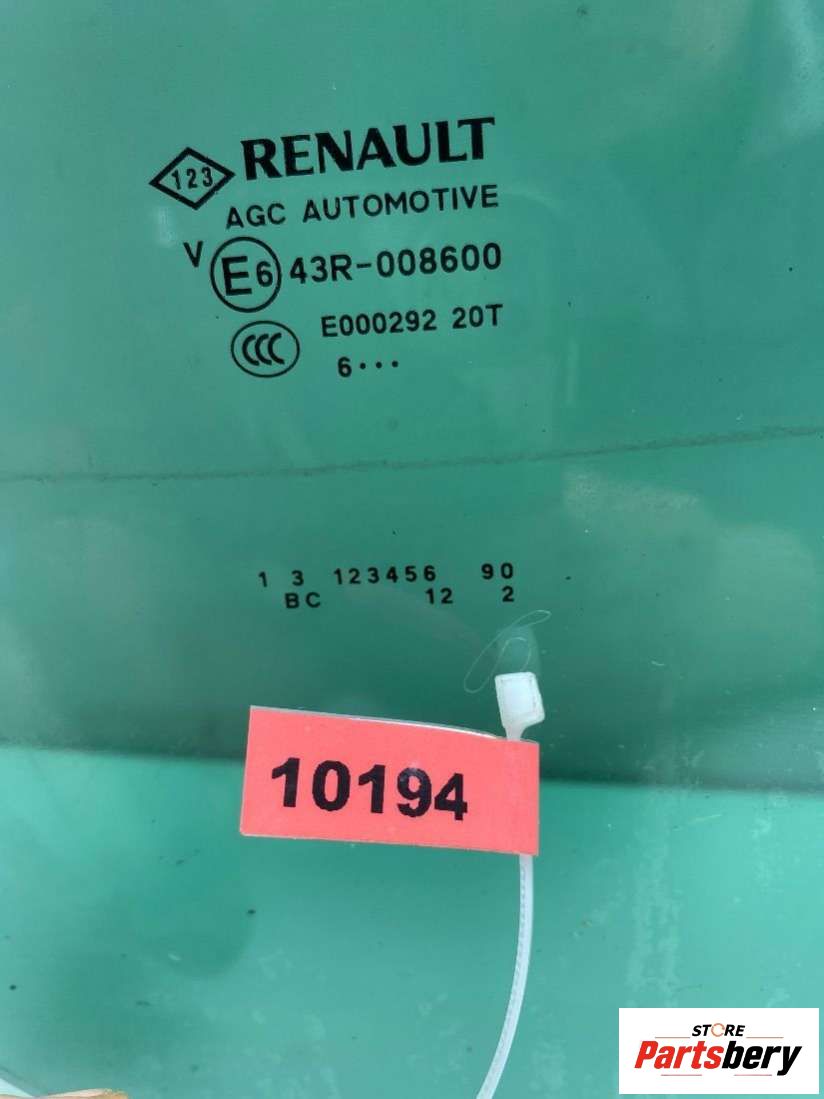 123 RENAULT
AGC AUTOMOTIVE
V E6 43R-008600
CCC E000292 20T
6•••
1 3 123456 90
BC 12 2
10194
STORE
Partsbery